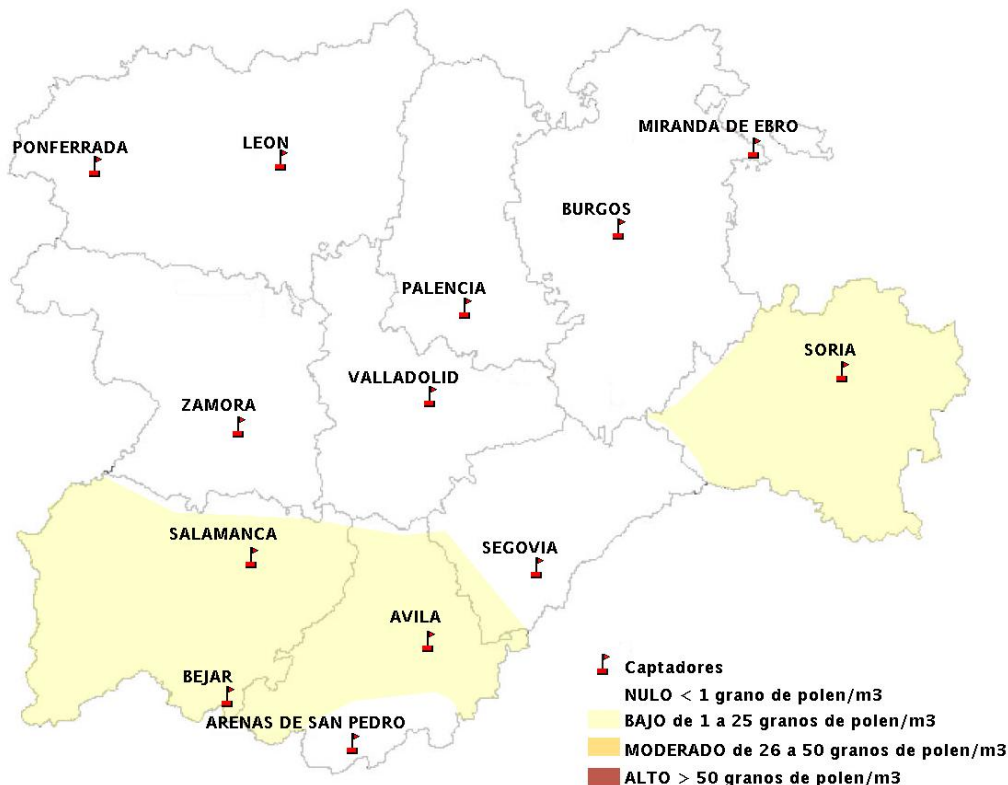 MIRANDA DE EBRO
PONFERRADA
LEON
BURGOS
PALENCIA
SORIA
VALLADOLID
ZAMORA
SALAMANCA
SEGOVIA
AVILA
BEJAR
ARENAS DE SAN PEDRO
Captadores
NULO < 1 grano de polen/m3
BAJO de 1 a 25 granos de polen/m3
MODERADO de 26 a 50 granos de polen/m3
ALTO > 50 granos de polen/m3